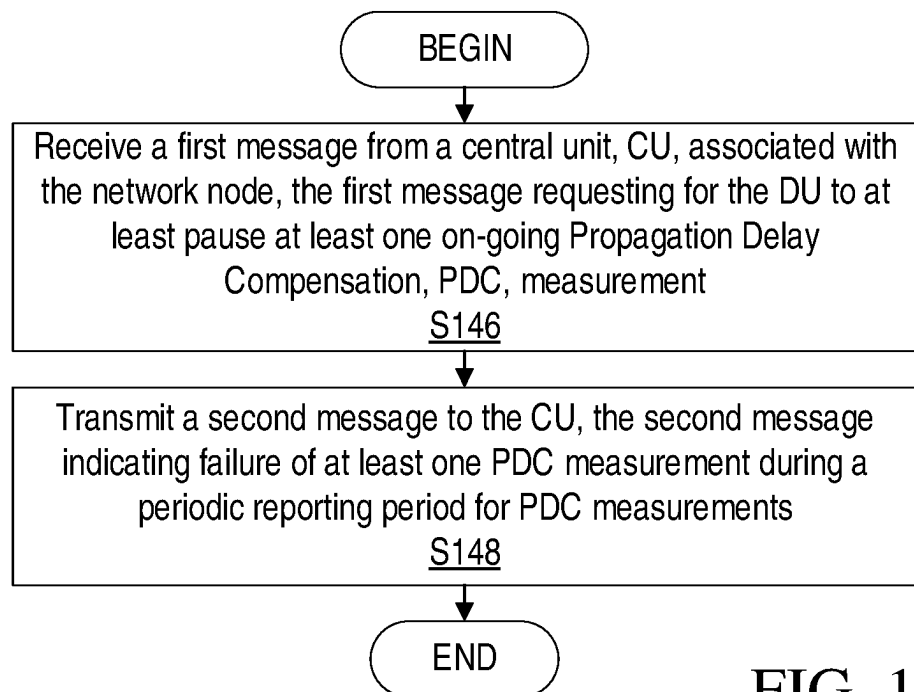 BEGIN
Receive a first message from a central unit, CU, associated with
the network node, the first message requesting for the DU to at
least pause at least one on-going Propagation Delay
Compensation, PDC, measurement
S146
Transmit a second message to the CU, the second message
indicating failure of at least one PDC measurement during a
periodic reporting period for PDC measurements
S148
END
FIG. 1